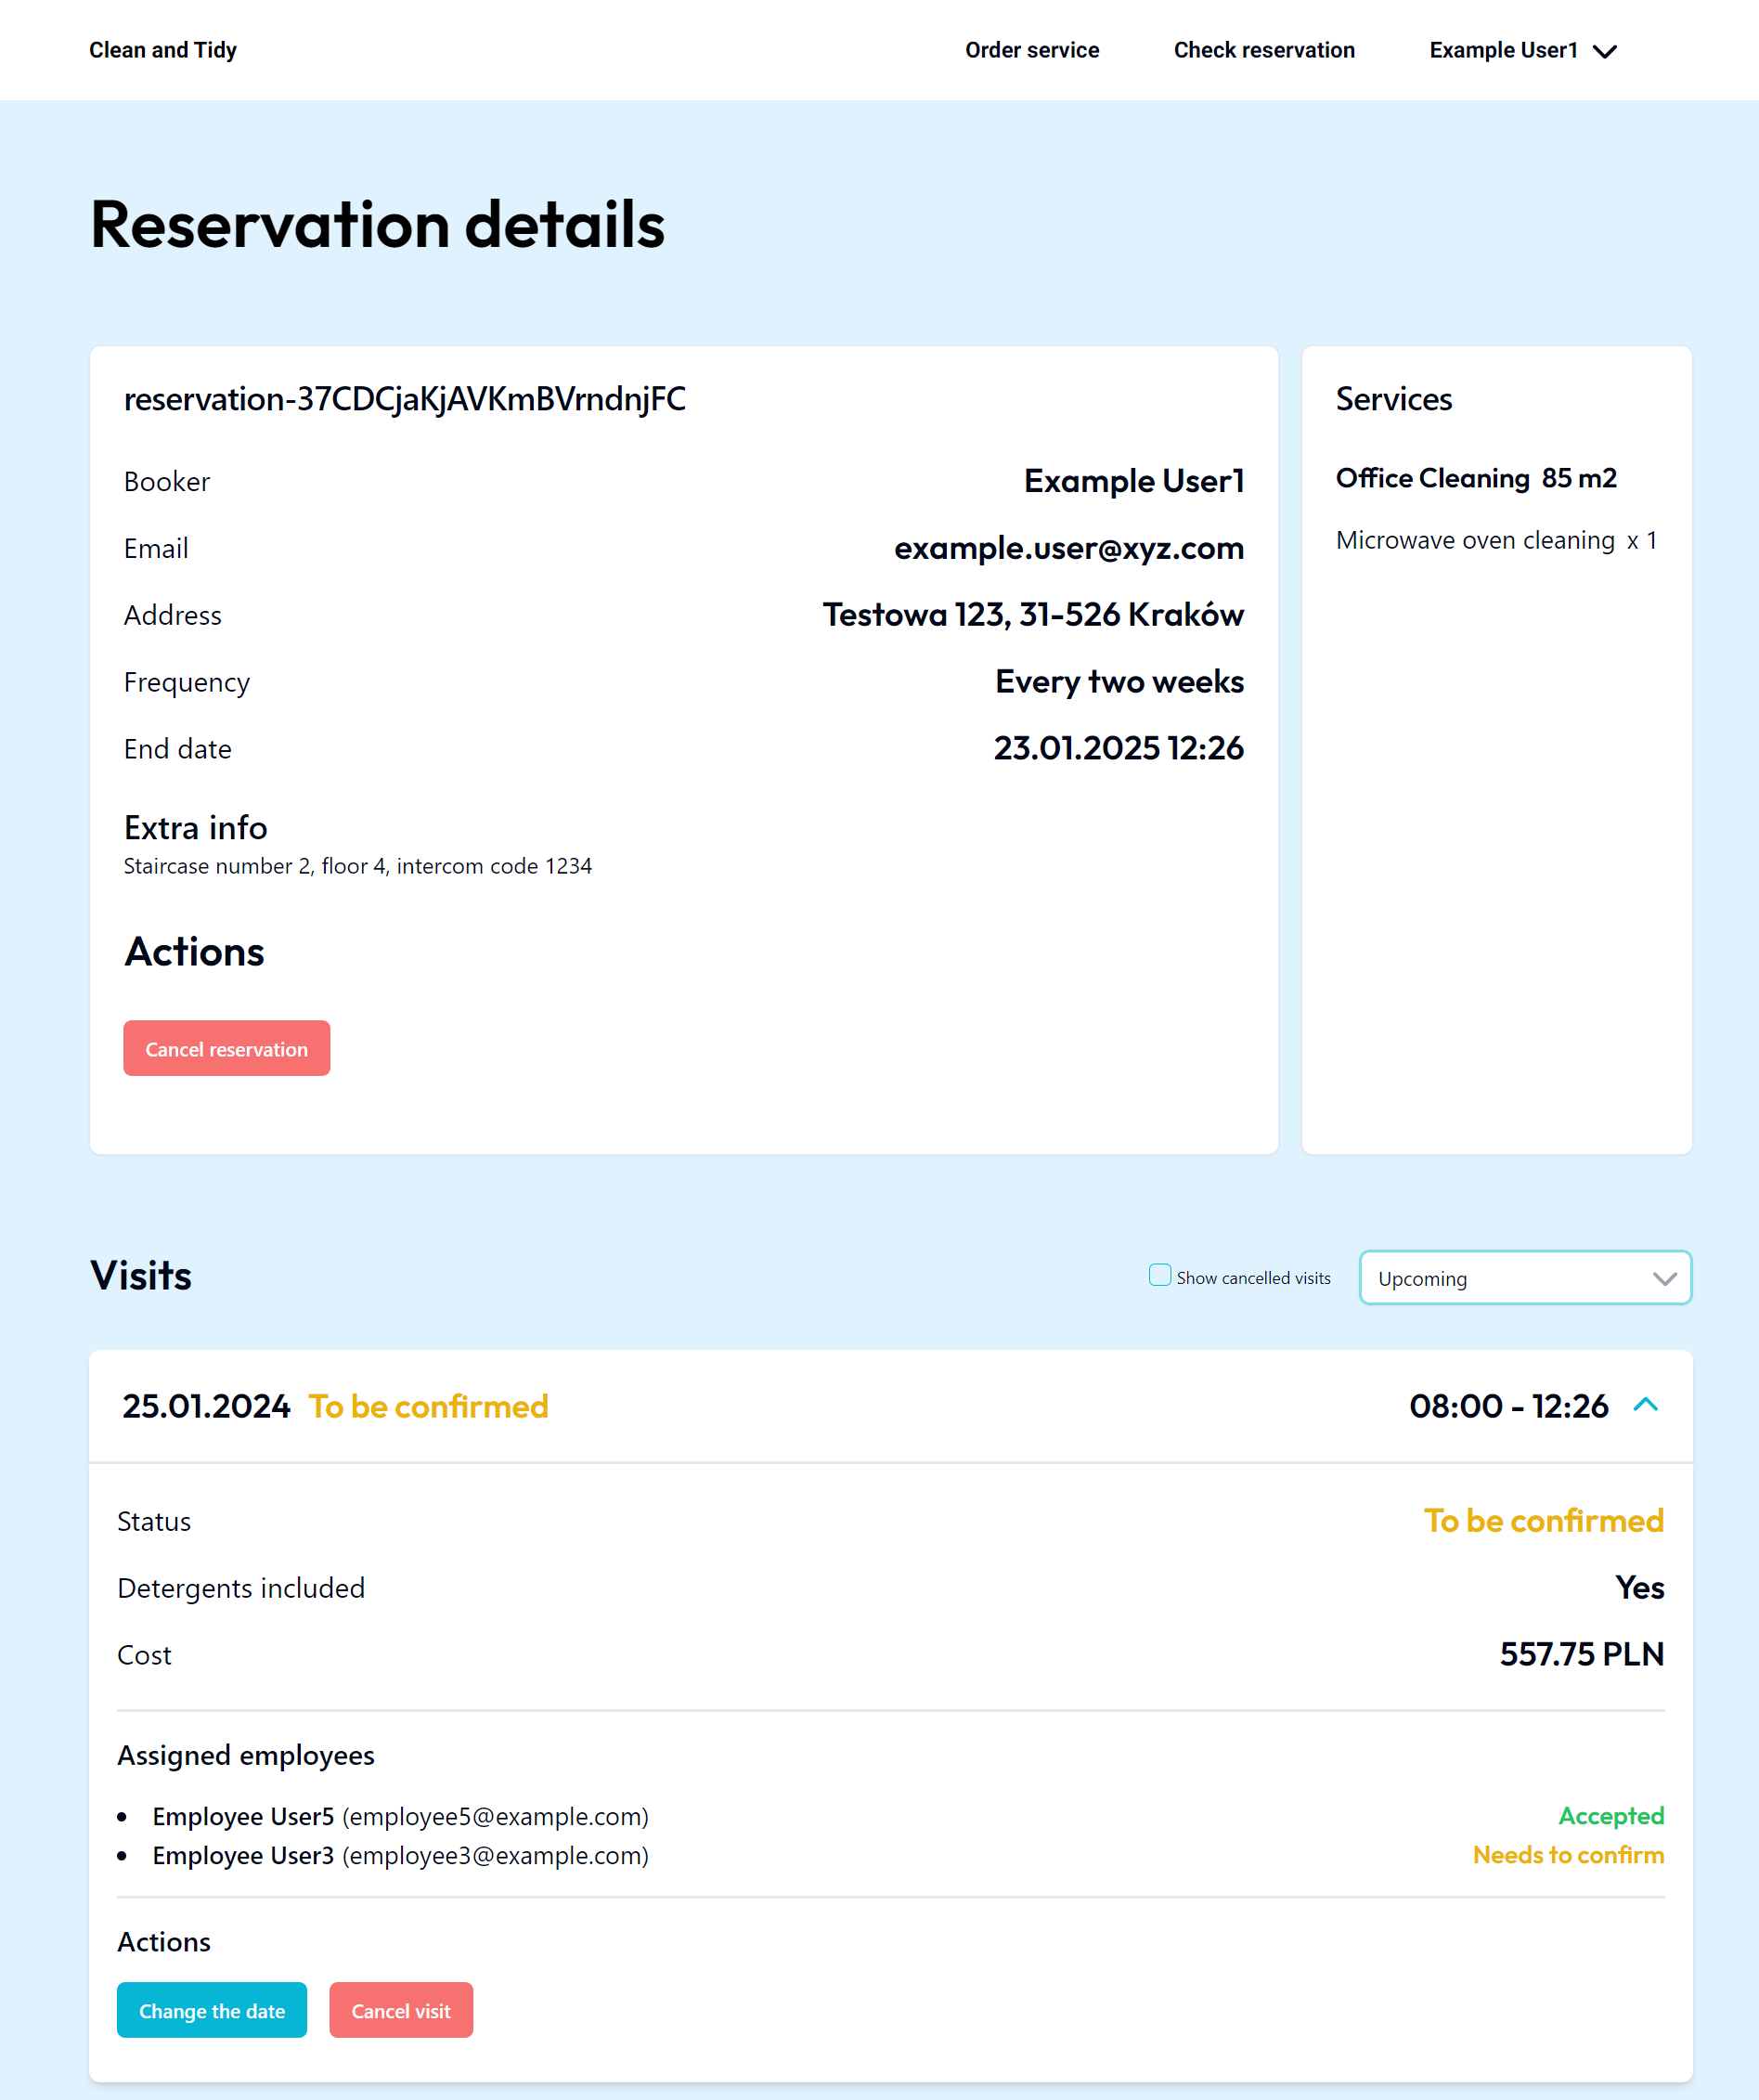 Clean and Tidy
Order service
Check reservation
Example User1
Reservation details
reservation-37CDCjaKjAVKmBVrndnjFC
Booker Example User1
Email example.user@xyz.com
Address Testowa 123, 31-526 Kraków
Frequency Every two weeks
End date 23.01.2025 12:26
Extra info
Staircase number 2, floor 4, intercom code 1234
Actions
Cancel reservation
Services
Office Cleaning 85 m2
Microwave oven cleaning x 1
Visits
Show cancelled visits
Upcoming
25.01.2024 To be confirmed 08:00 - 12:26
Status To be confirmed
Detergents included Yes
Cost 557.75 PLN
Assigned employees
Employee User5 (employee5@example.com) Accepted
Employee User3 (employee3@example.com) Needs to confirm
Actions
Change the date
Cancel visit